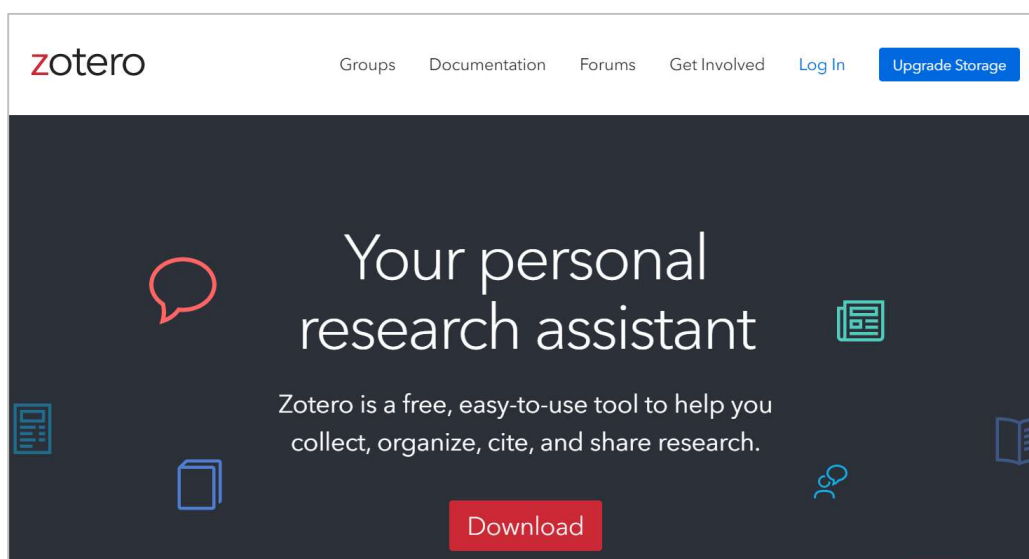 zotero
Groups Documentation Forums Get Involved Log In Upgrade Storage
Your personal
research assistant
Zotero is a free, easy-to-use tool to help you
collect, organize, cite, and share research.
Download